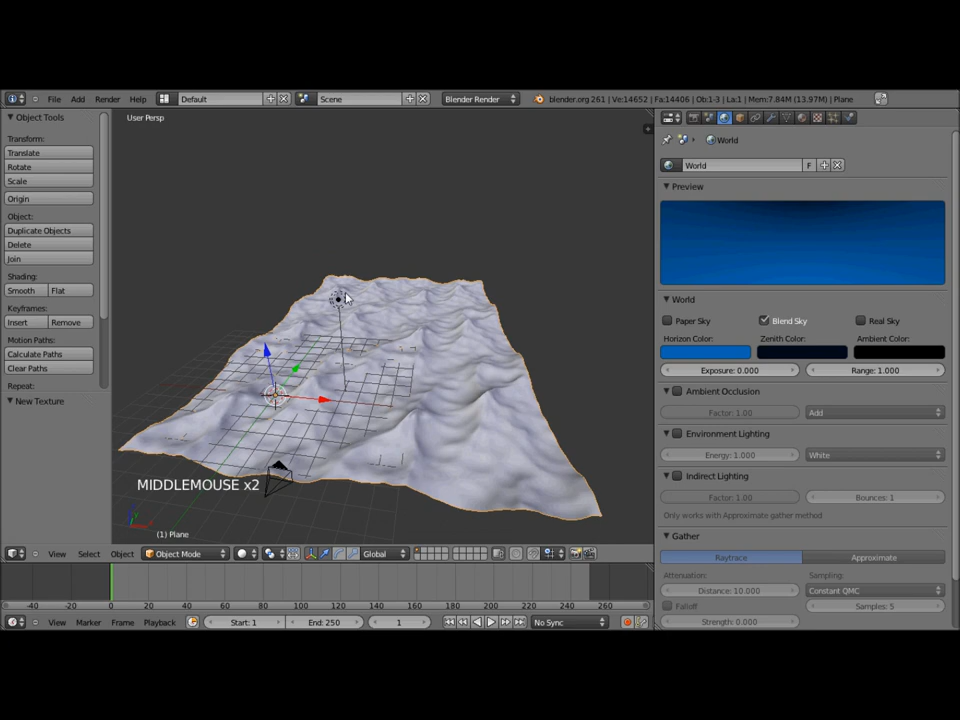 File Add Render Help Default Scene Blender Render blender.org 261 | Ve:14652 | Fa:14406 | Ob:1-3 | La:1 | Mem:7.84M (13.97M) | Plane
Object Tools
Transform:
Translate
Rotate
Scale
Origin
Object:
Duplicate Objects
Delete
Join
Shading:
Smooth Flat
Keyframes:
Insert Remove
Motion Paths:
Calculate Paths
Clear Paths
Repeat:
New Texture
User Persp
MIDDLEMOUSE x2
(1) Plane
View Select Object Object Mode Global
-40 -20 0 20 40 60 80 100 120 140 160 180 200 220 240 260
View Marker Frame Playback Start: 1 End: 250 1 No Sync
World
World F
Preview
World
Paper Sky Blend Sky Real Sky
Horizon Color: Zenith Color: Ambient Color:
Exposure: 0.000 Range: 1.000
Ambient Occlusion
Factor: 1.00 Add
Environment Lighting
Energy: 1.000 White
Indirect Lighting
Factor: 1.00 Bounces: 1
Only works with Approximate gather method
Gather
Raytrace Approximate
Attenuation: Sampling:
Distance: 10.000 Constant QMC
Falloff Samples: 5
Strength: 0.000